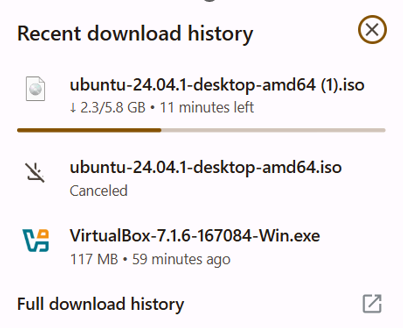 Recent download history
ubuntu-24.04.1-desktop-amd64 (1).iso
↓ 2.3/5.8 GB • 11 minutes left
ubuntu-24.04.1-desktop-amd64.iso
Canceled
VirtualBox-7.1.6-167084-Win.exe
117 MB • 59 minutes ago
Full download history